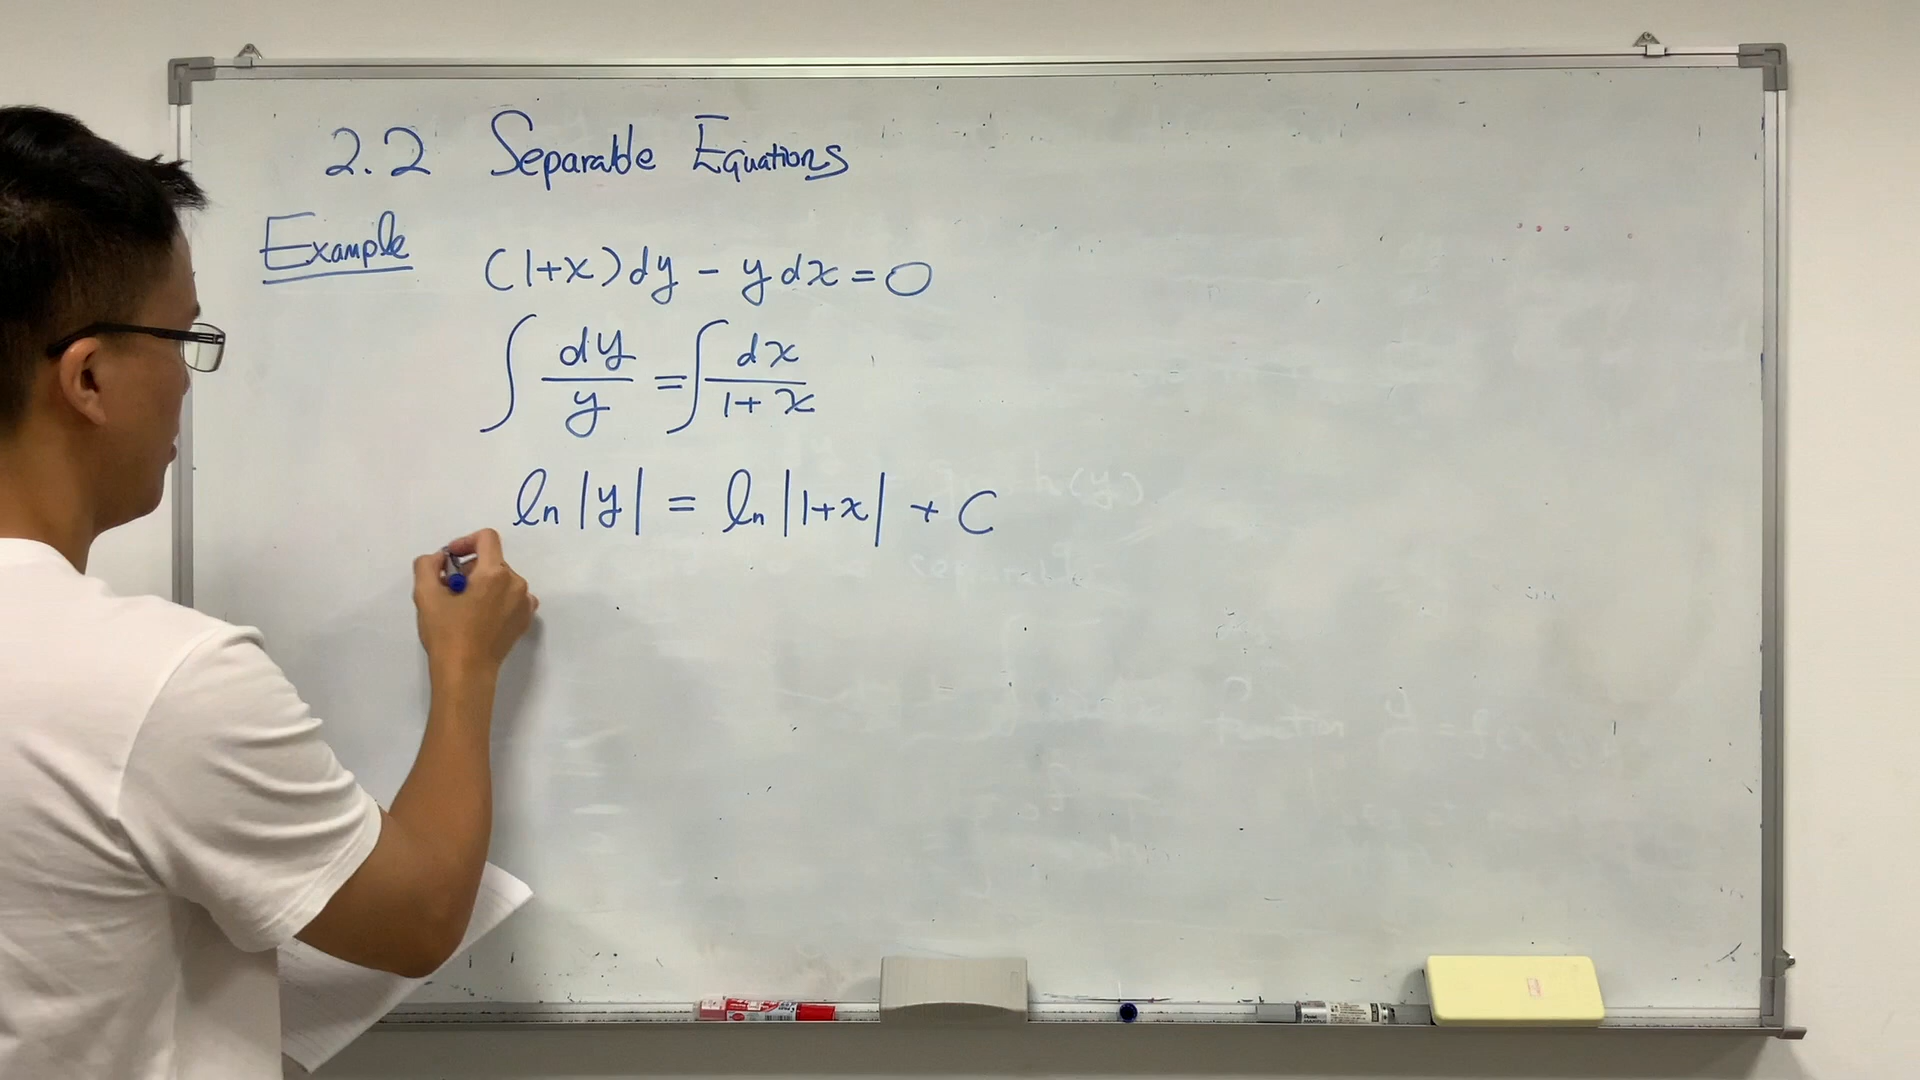 2.2 Separable Equations
Example
(1+x)dy - y dx = 0
∫ dy/y = ∫ dx/1+x
ln |y| = ln |1+x| + C